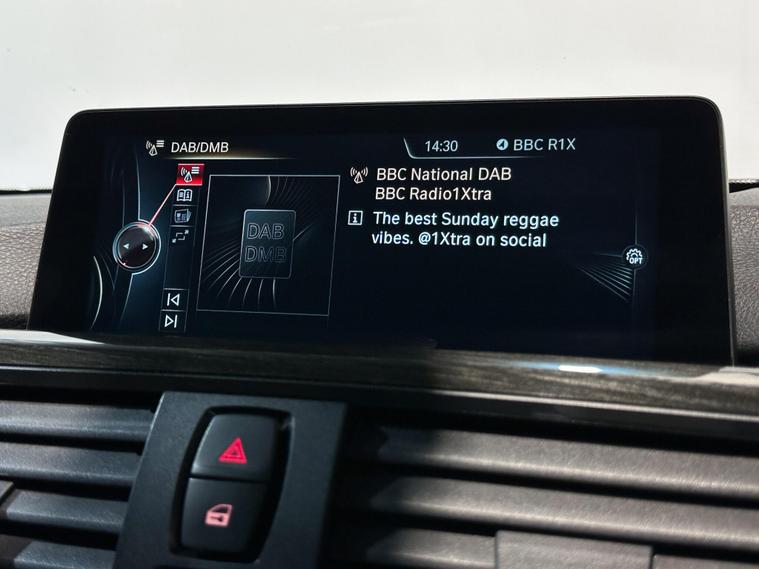 DAB/DMB
14:30
BBC R1X
BBC National DAB
BBC Radio1Xtra
The best Sunday reggae
vibes. @1Xtra on social
DAB
DMB
OPT